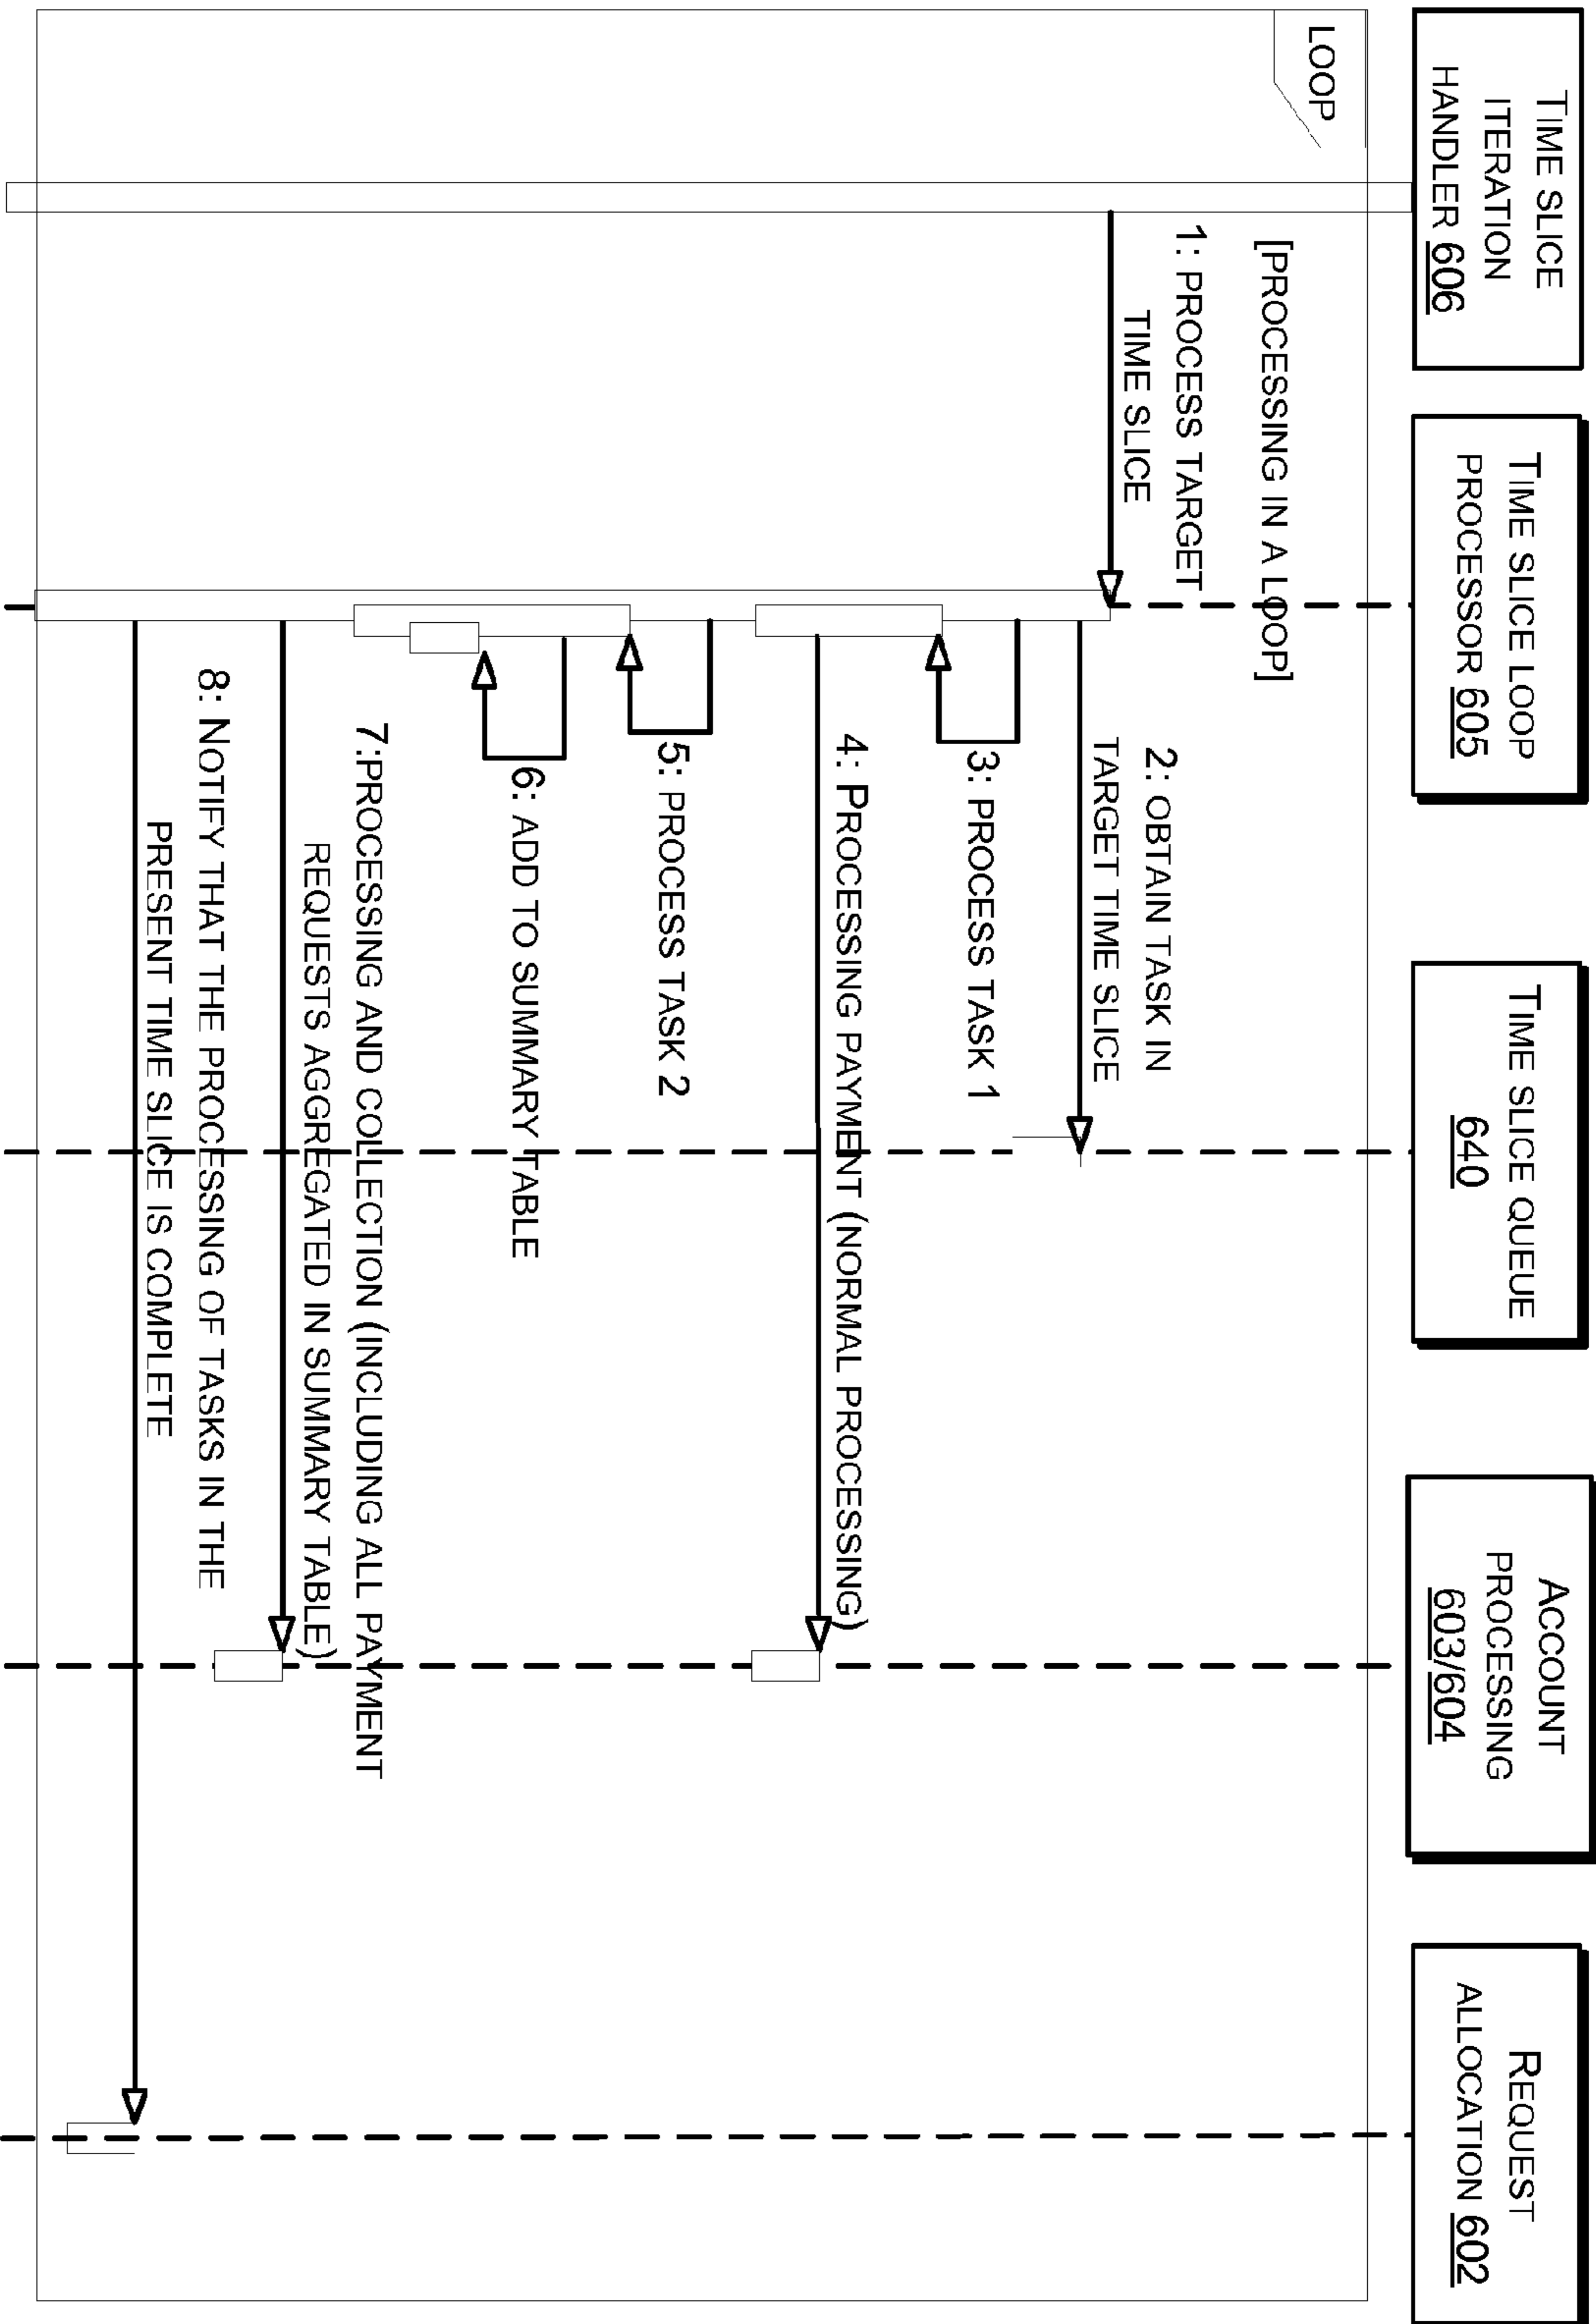 TIME SLICE
ITERATION
HANDLER 606
TIME SLICE LOOP
PROCESSOR 605
TIME SLICE QUEUE
640
ACCOUNT
PROCESSING
603/604
REQUEST
ALLOCATION 602
LOOP
[PROCESSING IN A LOOP]
1: PROCESS TARGET
TIME SLICE
2: OBTAIN TASK IN
TARGET TIME SLICE
3: PROCESS TASK 1
4: PROCESSING PAYMENT (NORMAL PROCESSING)
5: PROCESS TASK 2
6: ADD TO SUMMARY TABLE
7:PROCESSING AND COLLECTION (INCLUDING ALL PAYMENT
REQUESTS AGGREGATED IN SUMMARY TABLE)
8: NOTIFY THAT THE PROCESSING OF TASKS IN THE
PRESENT TIME SLICE IS COMPLETE